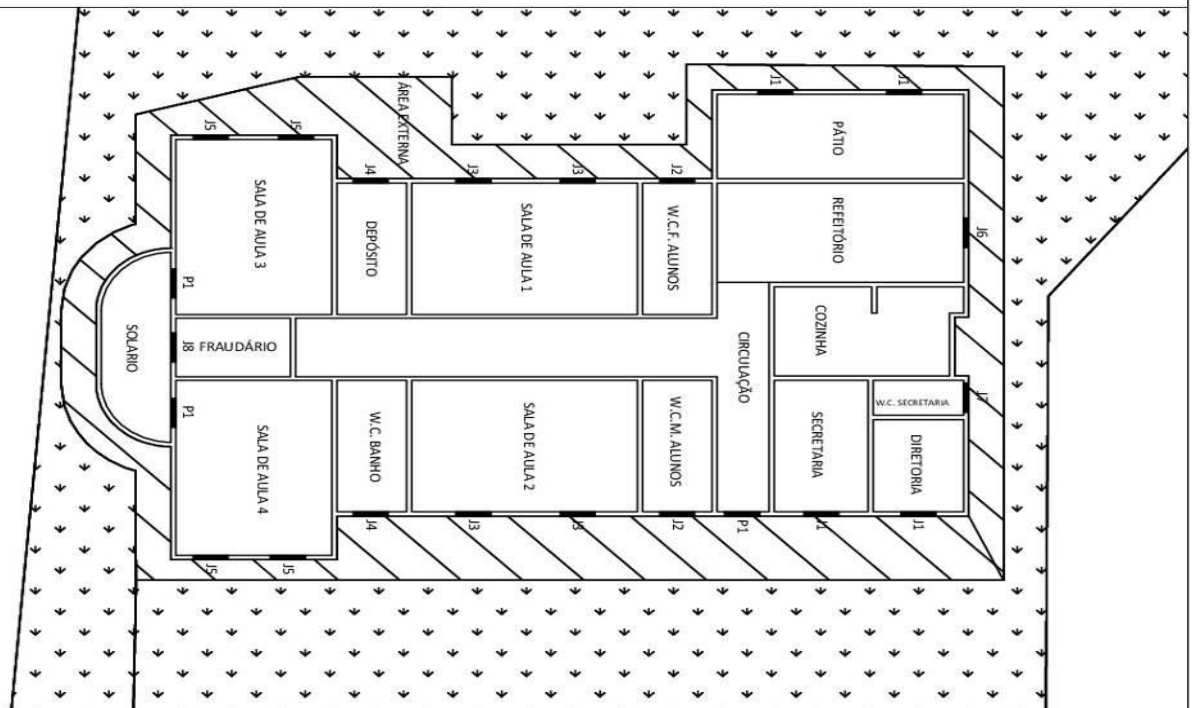 J1
J1
ÁREA EXTERNA
PÁTIO
J5
J5
J4
J3
J3
J2
SALA DE AULA 3
DEPÓSITO
SALA DE AULA 1
W.C.F. ALUNOS
REFEITÓRIO
J6
P1
SOLARIO
J8
FRAUDÁRIO
CIRCULAÇÃO
COZINHA
P1
SALA DE AULA 4
W.C. BANHO
SALA DE AULA 2
W.C.M. ALUNOS
SECRETARIA
W.C. SECRETARIA
J7
DIRETORIA
J4
J3
J3
J2
P1
J1
J1
J5
J5